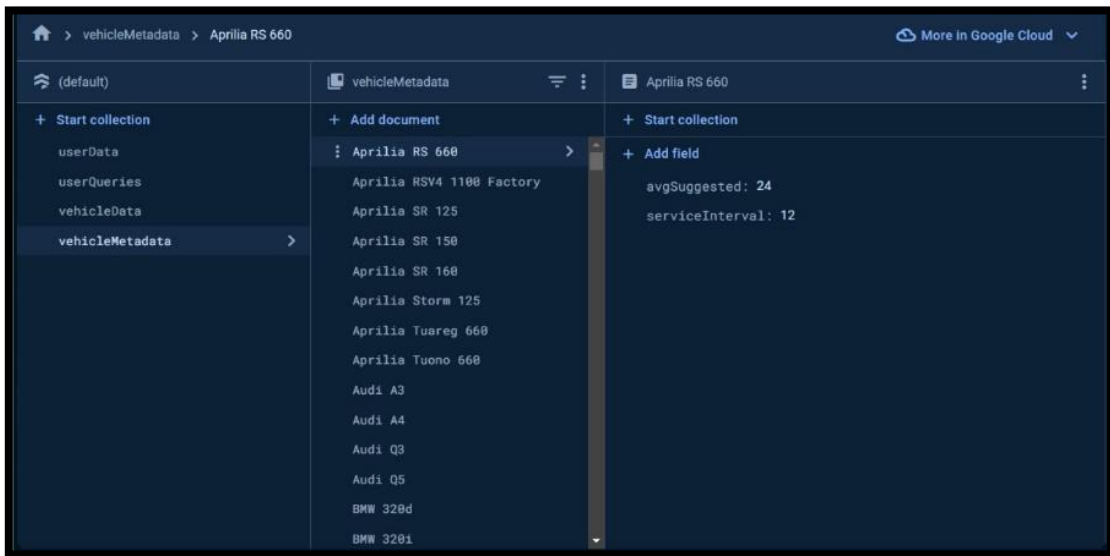 > vehicleMetadata > Aprilia RS 660
More in Google Cloud
(default)
+ Start collection
userData
userQueries
vehicleData
vehicleMetadata >
vehicleMetadata
+ Add document
Aprilia RS 660 >
Aprilia RSV4 1100 Factory
Aprilia SR 125
Aprilia SR 150
Aprilia SR 160
Aprilia Storm 125
Aprilia Tuareg 660
Aprilia Tuono 660
Audi A3
Audi A4
Audi Q3
Audi Q5
BMW 320d
BMW 320i
Aprilia RS 660
+ Start collection
+ Add field
avgSuggested: 24
serviceInterval: 12